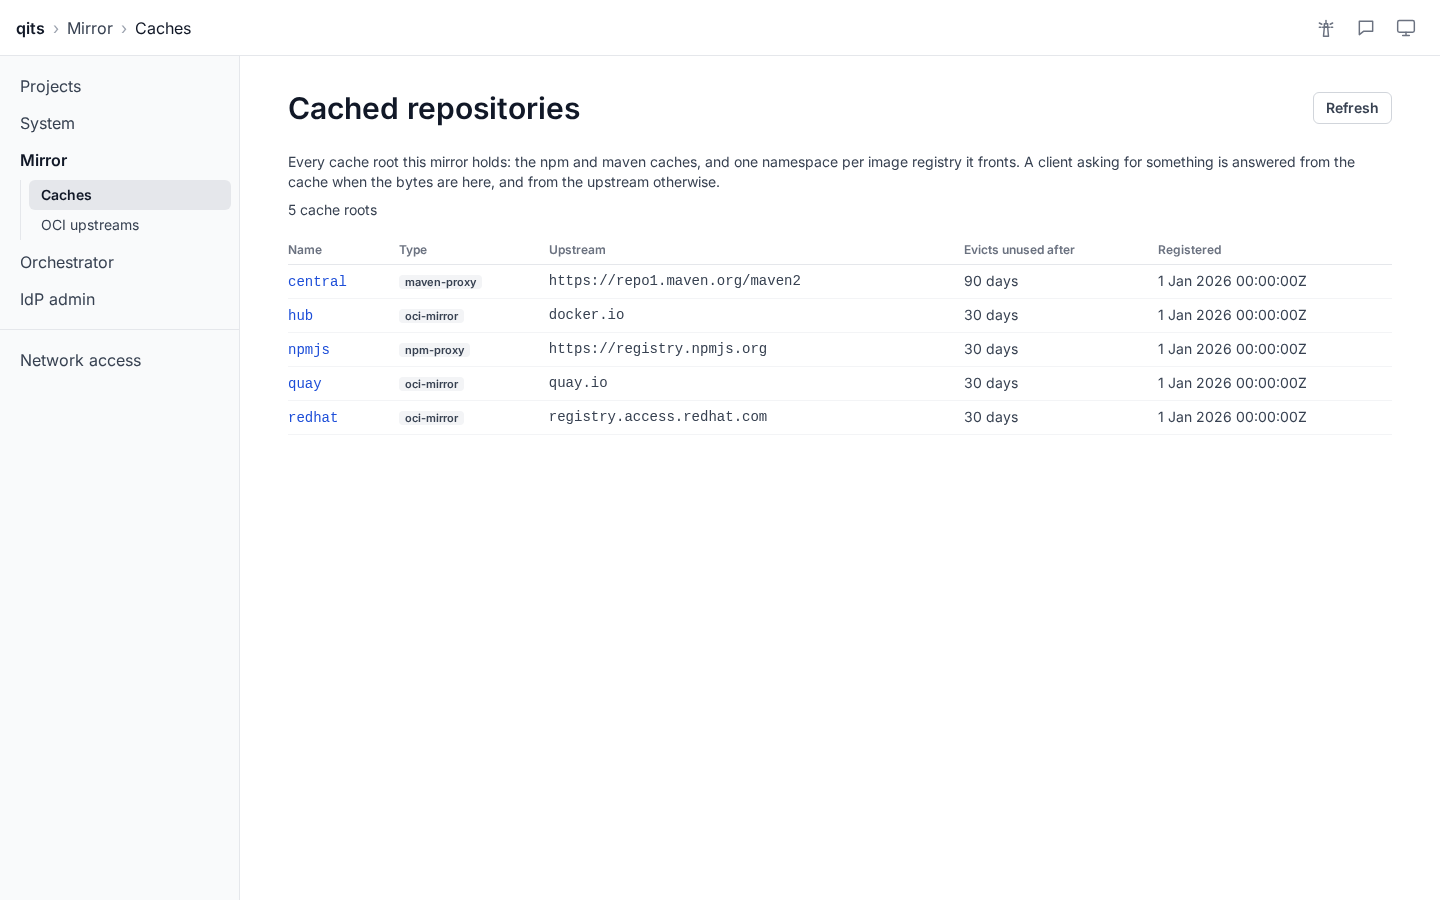 qits › Mirror › Caches
Projects
System
Mirror
Caches
OCI upstreams
Orchestrator
IdP admin
Network access
Cached repositories
Refresh
Every cache root this mirror holds: the npm and maven caches, and one namespace per image registry it fronts. A client asking for something is answered from the
cache when the bytes are here, and from the upstream otherwise.
5 cache roots
Name Type Upstream Evicts unused after Registered
central maven-proxy https://repo1.maven.org/maven2 90 days 1 Jan 2026 00:00:00Z
hub oci-mirror docker.io 30 days 1 Jan 2026 00:00:00Z
npmjs npm-proxy https://registry.npmjs.org 30 days 1 Jan 2026 00:00:00Z
quay oci-mirror quay.io 30 days 1 Jan 2026 00:00:00Z
redhat oci-mirror registry.access.redhat.com 30 days 1 Jan 2026 00:00:00Z